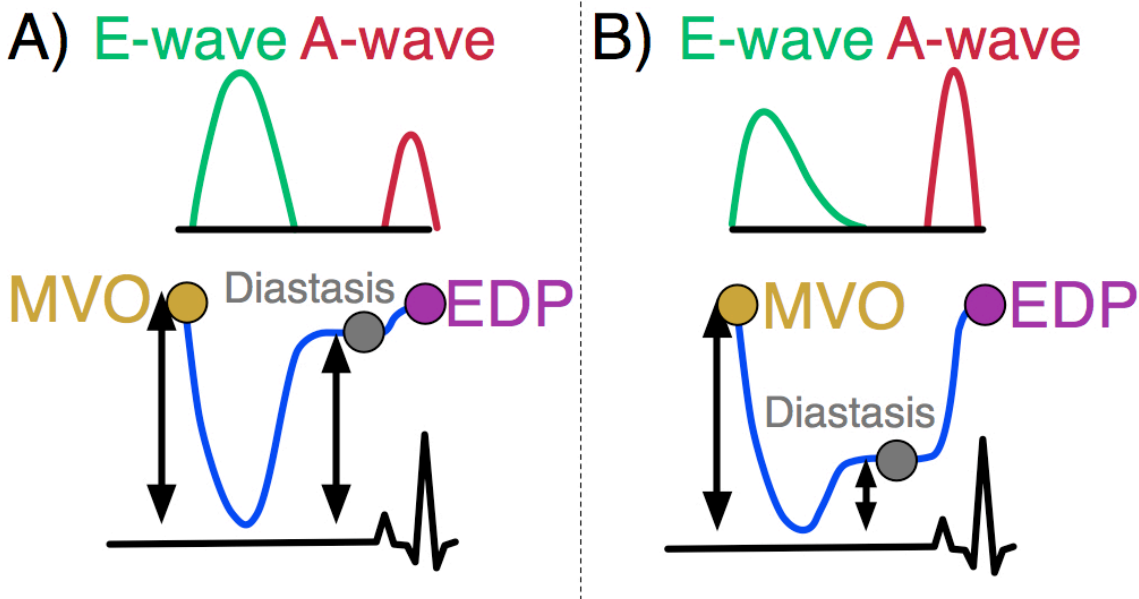 A) E-wave A-wave
MVO Diastasis EDP
B) E-wave A-wave
MVO EDP
Diastasis